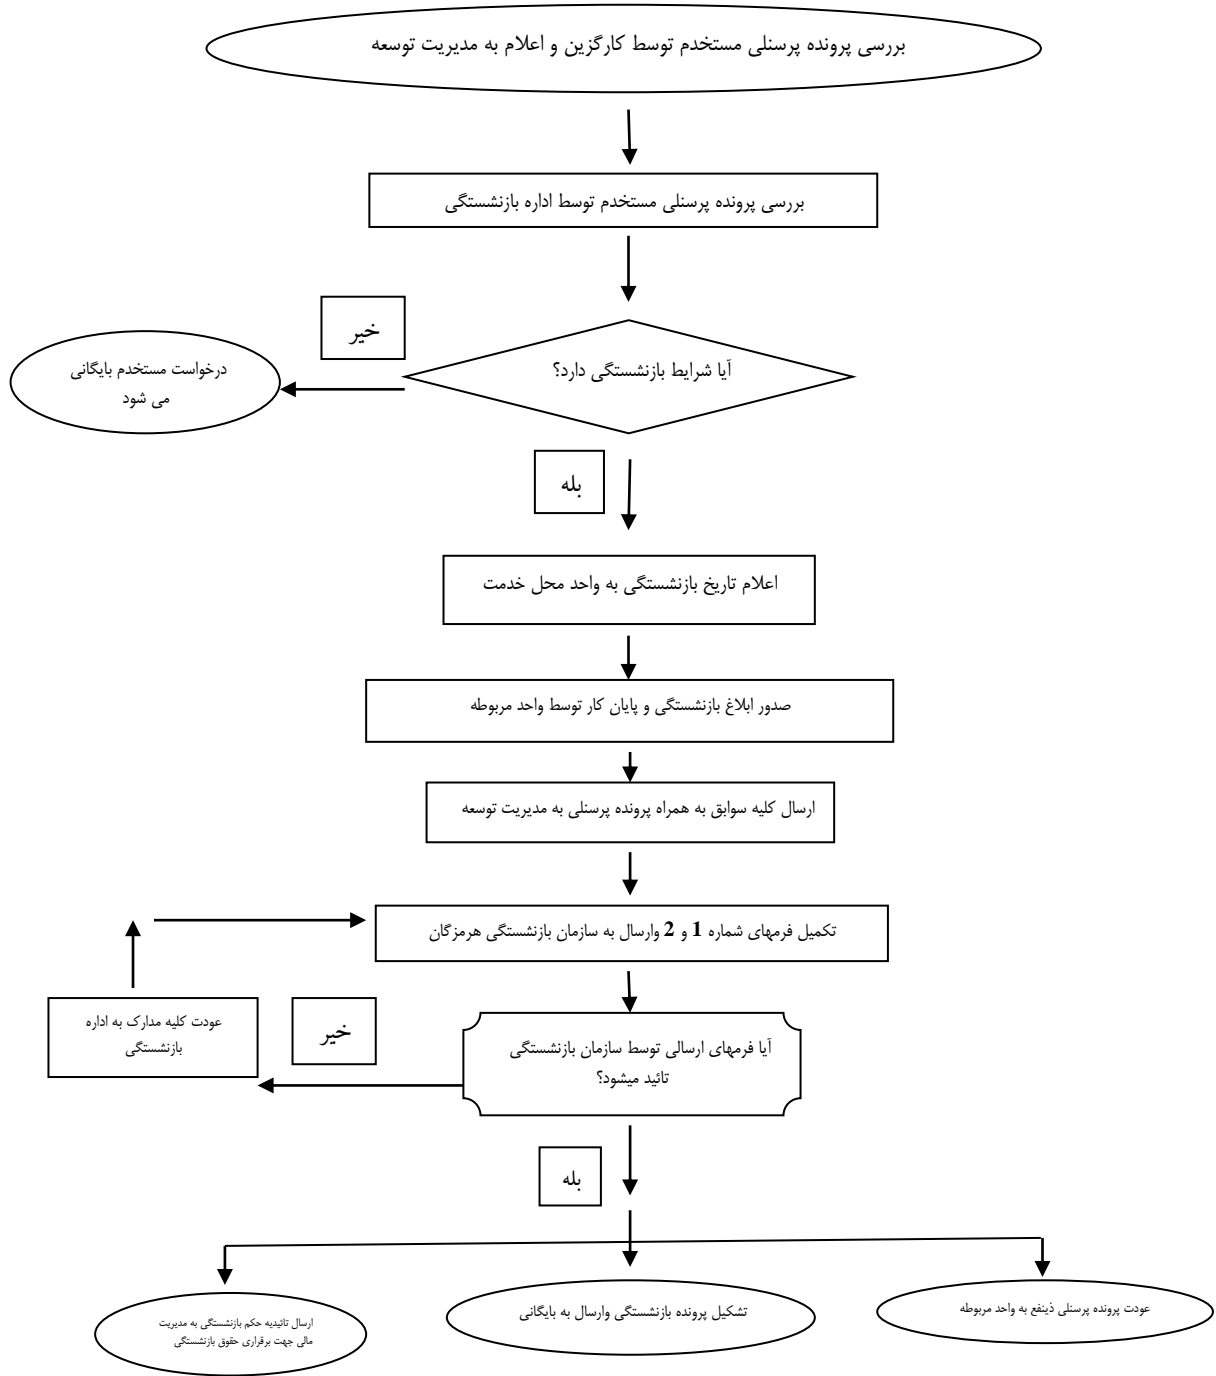 بررسی پرونده پرسنلی مستخدم توسط کارگزین و اعلام به مدیریت توسعه
بررسی پرونده پرسنلی مستخدم توسط اداره بازنشستگی
خیر
آیا شرایط بازنشستگی دارد؟
درخواست مستخدم بایگانی
می شود
بله
اعلام تاریخ بازنشستگی به واحد محل خدمت
صدور ابلاغ بازنشستگی و پایان کار توسط واحد مربوطه
ارسال کلیه سوابق به همراه پرونده پرسنلی به مدیریت توسعه
تکمیل فرمهای شماره 1 و 2 وارسال به سازمان بازنشستگی هرمزگان
عودت کلیه مدارک به اداره
بازنشستگی
خیر
آیا فرمهای ارسالی توسط سازمان بازنشستگی
تائید میشود؟
بله
عودت پرونده پرسنلی ذینفع به واحد مربوطه
تشکیل پرونده بازنشستگی وارسال به بایگانی
ارسال تائیدیه حکم بازنشستگی به مدیریت
مالی جهت برقراری حقوق بازنشستگی